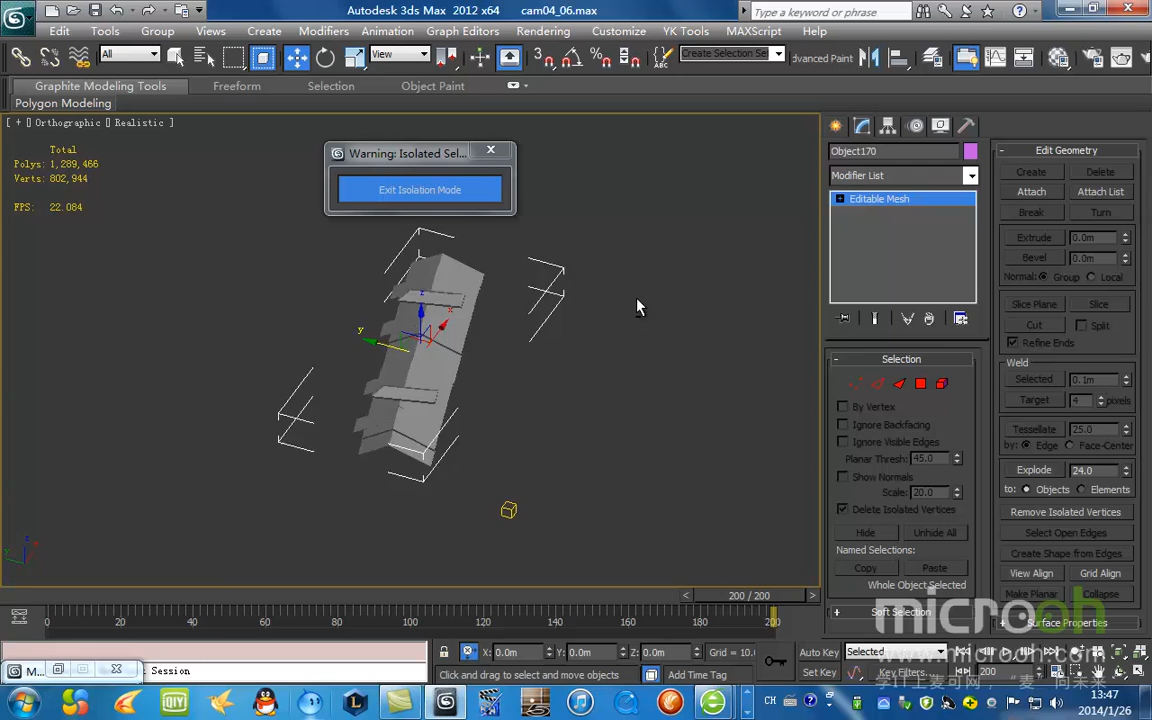 Autodesk 3ds Max 2012 x64 cam04_06.max
Type a keyword or phrase
Edit Tools Group Views Create Modifiers Animation Graph Editors Rendering Customize YK Tools MAXScript Help
All View Create Selection Se advanced Paint
Graphite Modeling Tools Freeform Selection Object Paint
Polygon Modeling
[ + [] Orthographic [] Realistic ]
Total
Polys: 1,289,466
Verts: 802,944
FPS: 22.084
Warning: Isolated Sel...
Exit Isolation Mode
z
x
y
Object170
Modifier List
Editable Mesh
Selection
By Vertex
Ignore Backfacing
Ignore Visible Edges
Planar Thresh: 45.0
Show Normals
Scale: 20.0
Delete Isolated Vertices
Hide Unhide All
Named Selections:
Copy Paste
Whole Object Selected
Soft Selection
Edit Geometry
Create Delete
Attach Attach List
Break Turn
Extrude 0.0m
Bevel 0.0m
Normal: Group Local
Slice Plane Slice
Cut Split
Refine Ends
Weld
Selected 0.1m
Target 4 pixels
Tessellate 25.0
by: Edge Face-Center
Explode 24.0
to: Objects Elements
Remove Isolated Vertices
Select Open Edges
Create Shape from Edges
View Align Grid Align
Make Planar Collapse
Surface Properties
microoh
www.microoh.com
< 200 / 200 >
0 20 40 60 80 100 120 140 160 180 200
X: 0.0m Y: 0.0m Z: 0.0m Grid = 10.0
Auto Key Selected
M... t Session
Click and drag to select and move objects
Add Time Tag
Set Key Key Filters... 200
QIYI
CH
13:47
2014/1/26